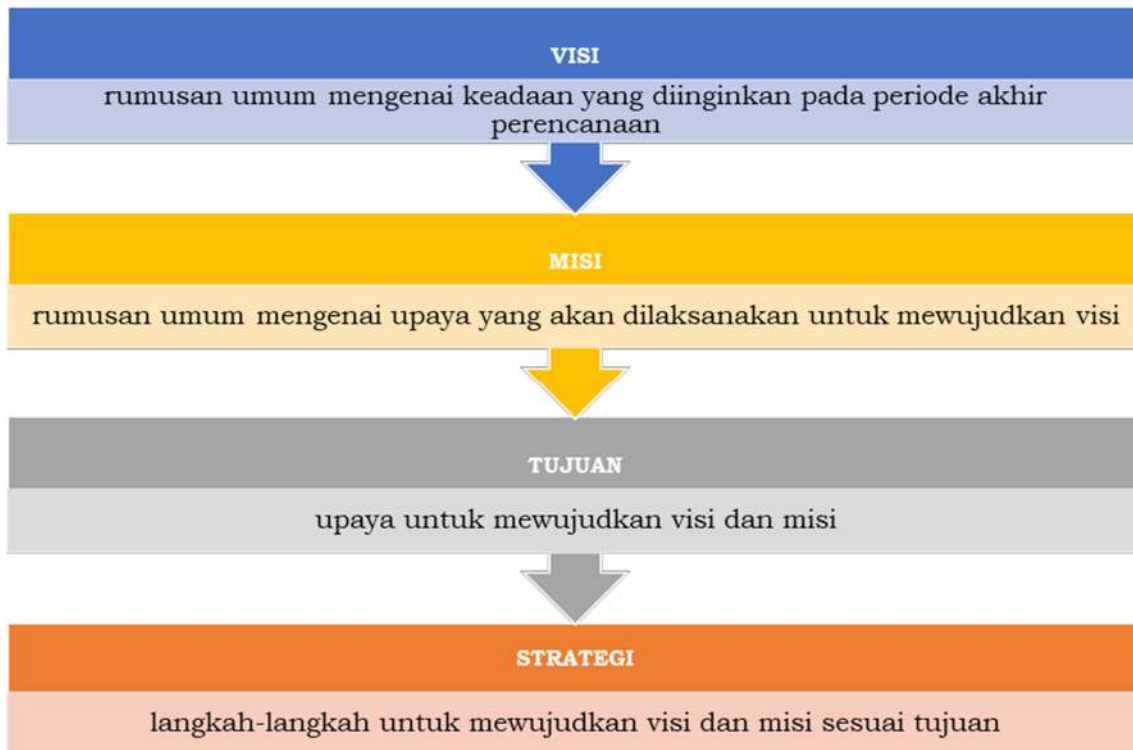 VISI
rumusan umum mengenai keadaan yang diinginkan pada periode akhir
perencanaan
MISI
rumusan umum mengenai upaya yang akan dilaksanakan untuk mewujudkan visi
TUJUAN
upaya untuk mewujudkan visi dan misi
STRATEGI
langkah-langkah untuk mewujudkan visi dan misi sesuai tujuan